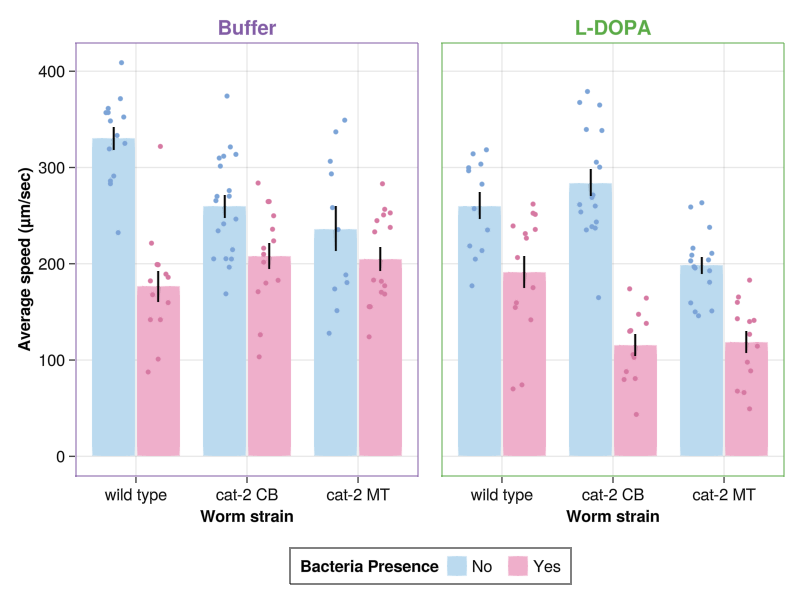 Buffer
L-DOPA
Average speed (µm/sec)
400
300
200
100
0
wild type
cat-2 CB
cat-2 MT
wild type
cat-2 CB
cat-2 MT
Worm strain
Worm strain
Bacteria Presence No Yes